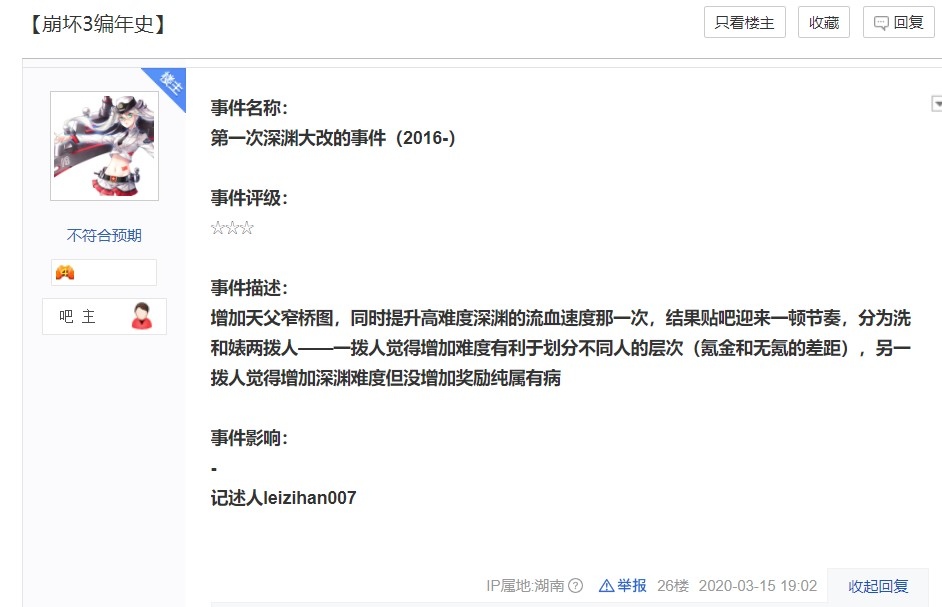 【崩坏3编年史】
只看楼主
收藏
回复
楼主
事件名称：
第一次深渊大改的事件（2016-）
事件评级：
☆☆☆
不符合预期
吧 主
事件描述：
增加天父窄桥图，同时提升高难度深渊的流血速度那一次，结果贴吧迎来一顿节奏，分为洗
和婊两拨人——一拨人觉得增加难度有利于划分不同人的层次（氪金和无氪的差距），另一
拨人觉得增加深渊难度但没增加奖励纯属有病
事件影响：
-
记述人leizihan007
IP属地:湖南 举报 26楼 2020-03-15 19:02 收起回复